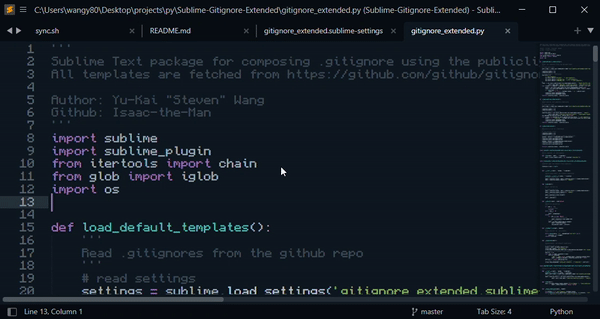 C:\Users\wangy80\Desktop\projects\py\Sublime-Gitignore-Extended\gitignore_extended.py (Sublime-Gitignore-Extended) - Subli...
sync.sh
README.md
gitignore_extended.sublime-settings
gitignore_extended.py
1 '''
2 Sublime Text package for composing .gitignore using the publicli
3 All templates are fetched from https://github.com/github/gitigno
4
5 Author: Yu-Kai "Steven" Wang
6 Github: Isaac-the-Man
7 '''
8 import sublime
9 import sublime_plugin
10 from itertools import chain
11 from glob import iglob
12 import os
13
14
15 def load_default_templates():
16 '''
17 Read .gitignores from the github repo
18 '''
19 # read settings
20 settings = sublime.load_settings('gitignore_extended.sublime
Line 13, Column 1
master
Tab Size: 4
Python